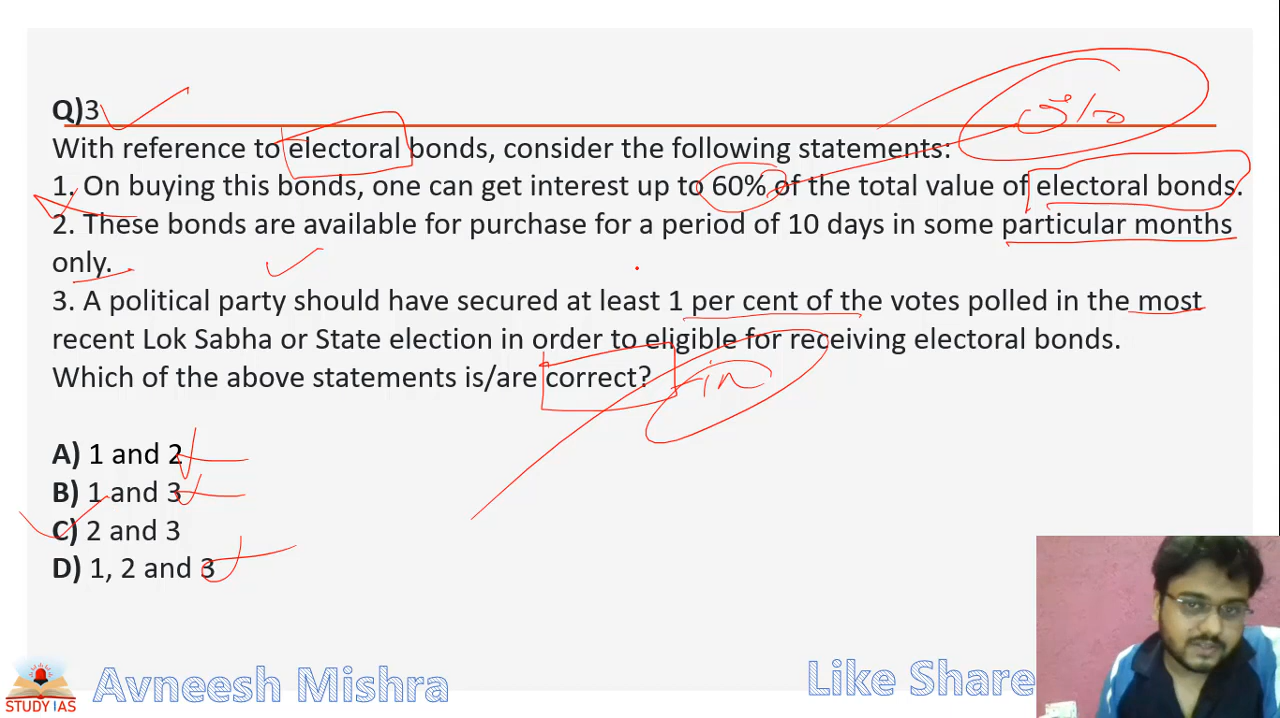 Q)3
With reference to electoral bonds, consider the following statements:
1. On buying this bonds, one can get interest up to 60% of the total value of electoral bonds.
2. These bonds are available for purchase for a period of 10 days in some particular months
only.
3. A political party should have secured at least 1 per cent of the votes polled in the most
recent Lok Sabha or State election in order to eligible for receiving electoral bonds.
Which of the above statements is/are correct?
in
A) 1 and 2
B) 1 and 3
C) 2 and 3
D) 1, 2 and 3
STUDY IAS
Avneesh Mishra
Like Share